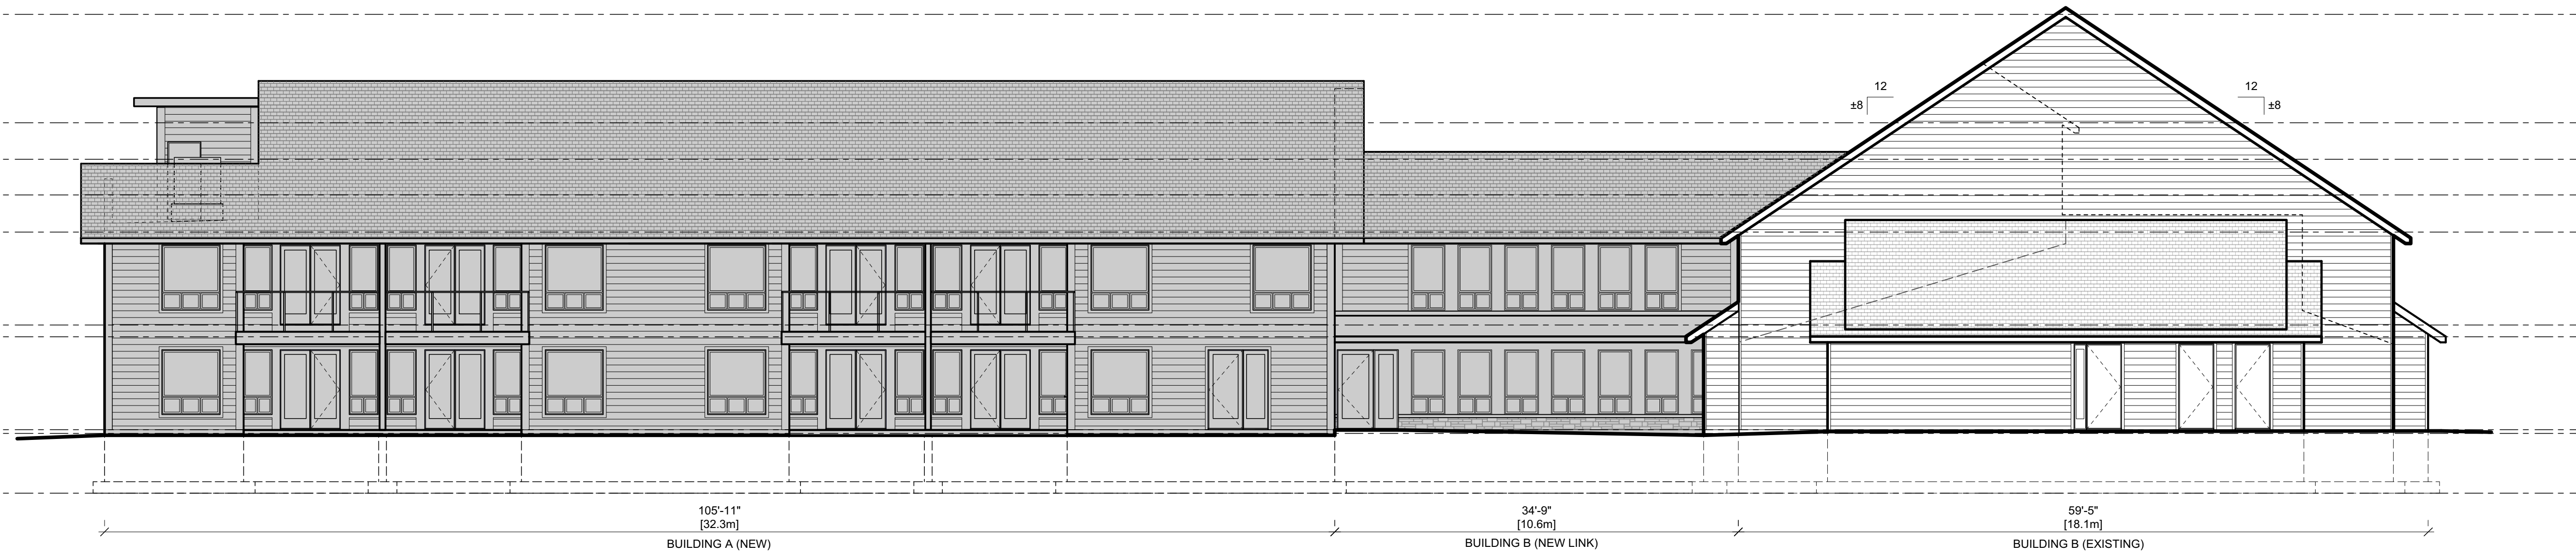 12
±8
12
±8
105'-11"
[32.3m]
BUILDING A (NEW)
34'-9"
[10.6m]
BUILDING B (NEW LINK)
59'-5"
[18.1m]
BUILDING B (EXISTING)